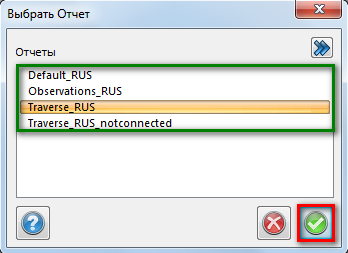 Выбрать Отчет
Отчеты
Default_RUS
Observations_RUS
Traverse_RUS
Traverse_RUS_notconnected